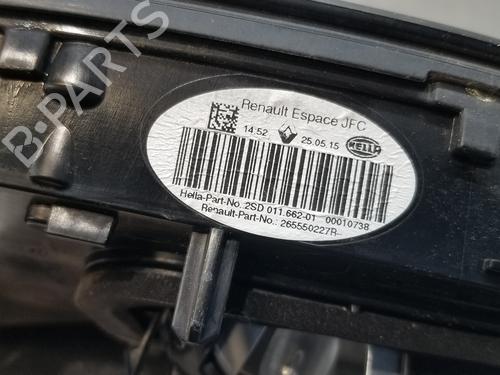 Renault Espace JFC
14:52 25.05.15 HELLA
Hella-Part-No.:2SD 011.662-01 00010738
Renault-Part-No.: 265550227R
B-PARTS